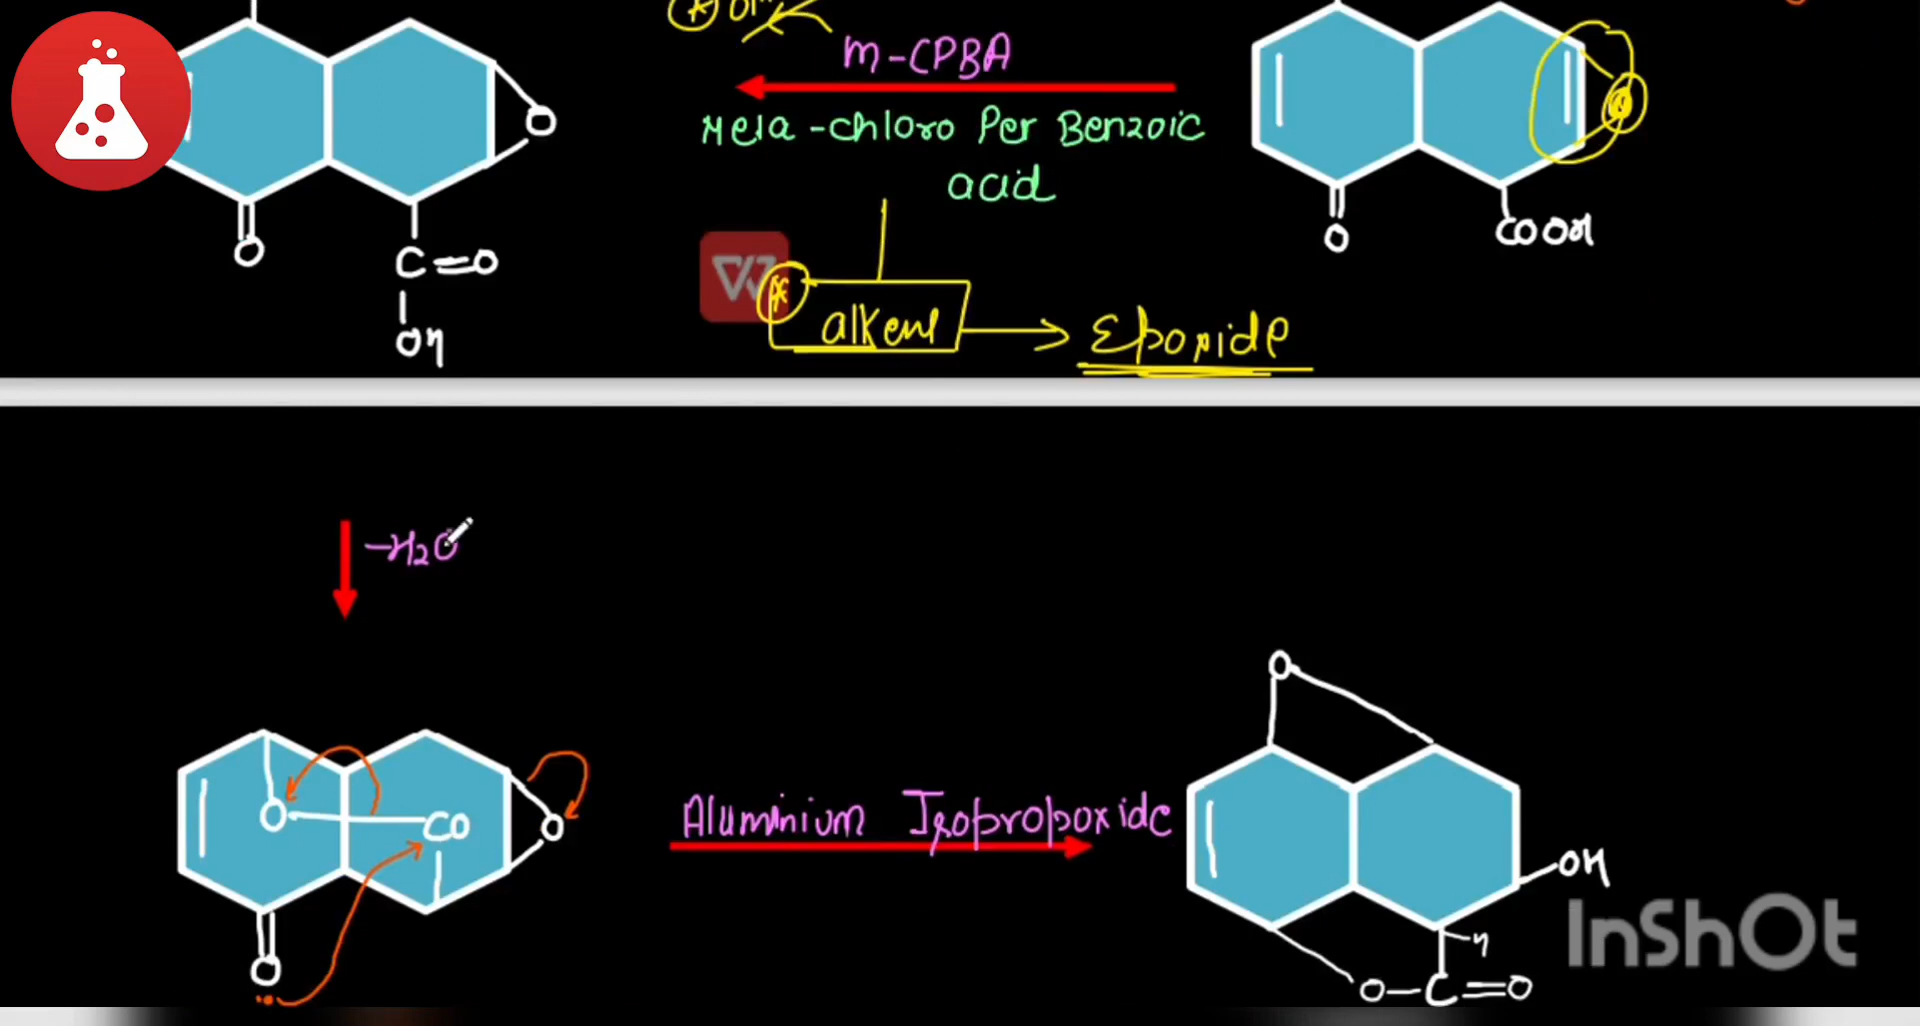 m-CPBA
Meta-chloro Per Benzoic
acid
O
O
C=O
OH
O
COOH
alkene → Epoxide
-H2O
O
O
CO
O
O
Aluminium Isopropoxide
OH
H
O-C=O
InShOt